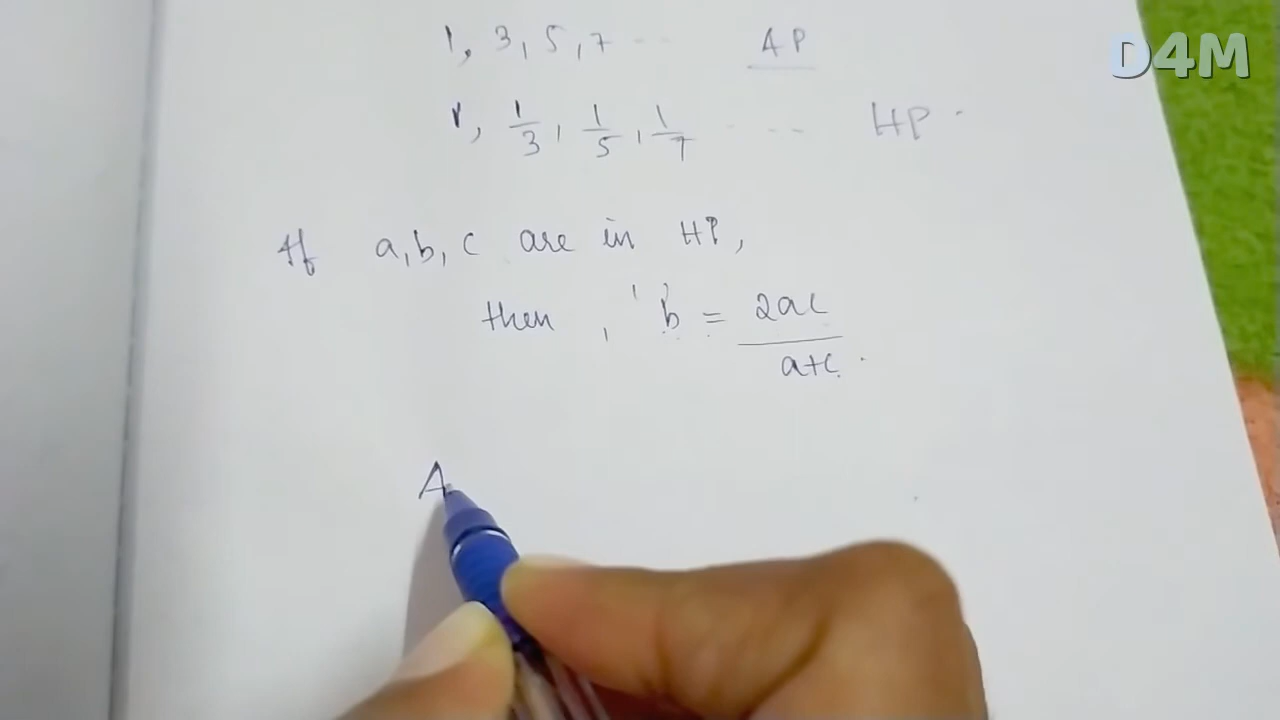 1, 3, 5, 7 ... AP
D4M
1, 1/3, 1/5, 1/7 ... HP.
If a, b, c are in HP,
then, b = 2ac/a+c.
A